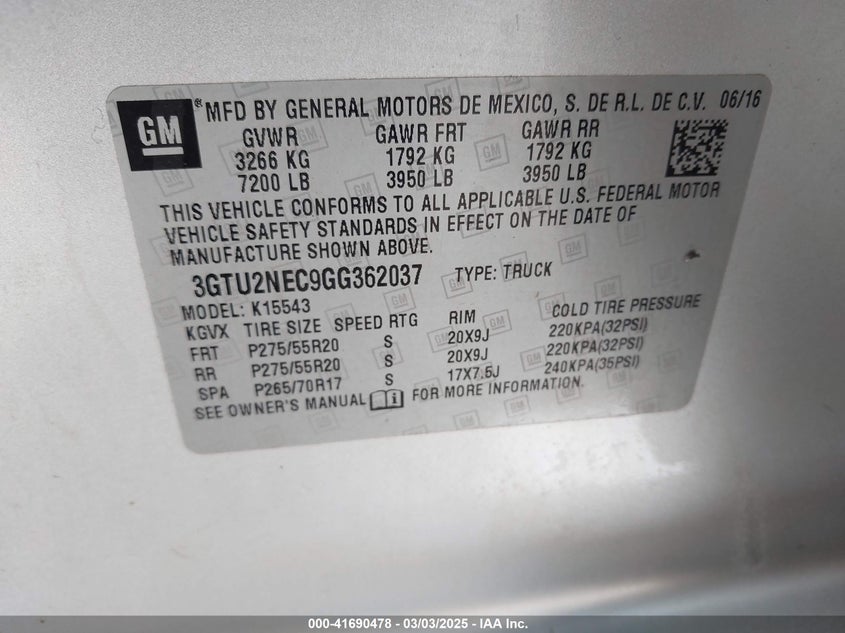 GM ® MFD BY GENERAL MOTORS DE MEXICO, S. DE R.L. DE C.V. 06/16
GVWR GAWR FRT GAWR RR
3266 KG 1792 KG 1792 KG
7200 LB 3950 LB 3950 LB
THIS VEHICLE CONFORMS TO ALL APPLICABLE U.S. FEDERAL MOTOR
VEHICLE SAFETY STANDARDS IN EFFECT ON THE DATE OF
MANUFACTURE SHOWN ABOVE.
3GTU2NEC9GG362037 TYPE: TRUCK
MODEL: K15543
KGVX TIRE SIZE SPEED RTG RIM COLD TIRE PRESSURE
FRT P275/55R20 S 20X9J 220KPA(32PSI)
RR P275/55R20 S 20X9J 220KPA(32PSI)
SPA P265/70R17 S 17X7.5J 240KPA(35PSI)
SEE OWNER'S MANUAL i FOR MORE INFORMATION.
000-41690478 - 03/03/2025 - IAA Inc.